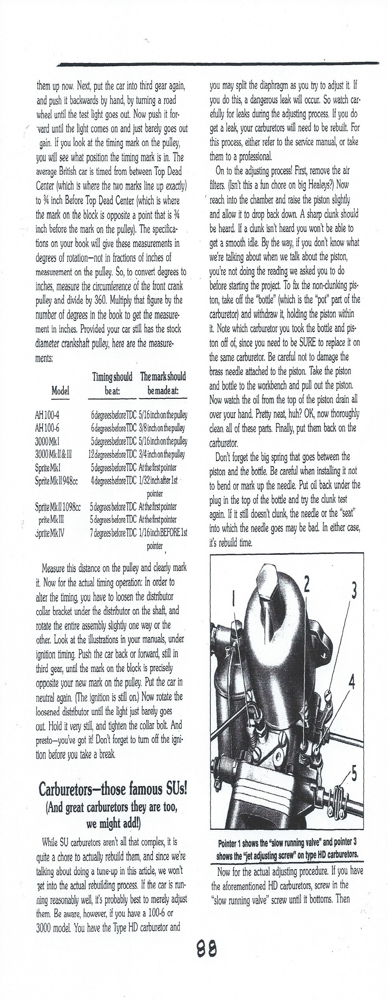 them up now. Next, put the car into third gear again,
and push it backwards by hand, by turning a road
wheel until the test light goes out. Now push it for-
ward until the light comes on and just barely goes out
gain. If you look at the timing mark on the pulley,
you will see what position the timing mark is in. The
average British car is timed from between Top Dead
Center (which is where the two marks line up exactly)
to ¾ inch Before Top Dead Center (which is where
the mark on the block is opposite a point that is ¾
inch before the mark on the pulley). The specifica-
tions on your book will give these measurements in
degrees of rotation—not in fractions of inches of
measurement on the pulley. So, to convert degrees to
inches, measure the circumference of the front crank
pulley and divide by 360. Multiply that figure by the
number of degrees in the book to get the measure-
ment in inches. Provided your car still has the stock
diameter crankshaft pulley, here are the measure-
ments:
Timing should The mark should
Model be at: be made at:
AH 100-4 6 degrees before TDC 5/16 inch on the pulley
AH 100-6 6 degrees before TDC 3/8 inch on the pulley
3000 Mk I 5 degrees before TDC 5/16 inch on the pulley
3000 Mk II & III 12 degrees before TDC 3/4 inch on the pulley
Sprite Mk I 5 degrees before TDC At the first pointer
Sprite Mk II 948cc 4 degrees before TDC 1/32 inch after 1st
pointer
Sprite Mk II 1098cc 5 degrees before TDC At the first pointer
prite Mk III 5 degrees before TDC At the first pointer
Sprite Mk IV 7 degrees before TDC 1/16 inch BEFORE 1st
pointer
Measure this distance on the pulley and clearly mark
it. Now for the actual timing operation: In order to
alter the timing, you have to loosen the distributor
collar bracket under the distributor on the shaft, and
rotate the entire assembly slightly one way or the
other. Look at the illustrations in your manuals, under
ignition timing. Push the car back or forward, still in
third gear, until the mark on the block is precisely
opposite your new mark on the pulley. Put the car in
neutral again. (The ignition is still on.) Now rotate the
loosened distributor until the light just barely goes
out. Hold it very still, and tighten the collar bolt. And
presto—you've got it! Don't forget to turn off the igni-
tion before you take a break.
Carburetors—those famous SUs!
(And great carburetors they are too,
we might add!)
While SU carburetors aren't all that complex, it is
quite a chore to actually rebuild them, and since we're
talking about doing a tune-up in this article, we won't
get into the actual rebuilding process. If the car is run-
ning reasonably well, it's probably best to merely adjust
them. Be aware, however, if you have a 100-6 or
3000 model. You have the Type HD carburetor and
you may split the diaphragm as you try to adjust it. If
you do this, a dangerous leak will occur. So watch car-
efully for leaks during the adjusting process. If you do
get a leak, your carburetors will need to be rebuilt. For
this process, either refer to the service manual, or take
them to a professional.
On to the adjusting process! First, remove the air
filters. (Isn't this a fun chore on big Healeys?) Now
reach into the chamber and raise the piston slightly
and allow it to drop back down. A sharp clunk should
be heard. If a clunk isn't heard you won't be able to
get a smooth idle. By the way, if you don't know what
we're talking about when we talk about the piston,
you're not doing the reading we asked you to do
before starting the project. To fix the non-clunking pis-
ton, take off the "bottle" (which is the "pot" part of the
carburetor) and withdraw it, holding the piston within
it. Note which carburetor you took the bottle and pis-
ton off of, since you need to be SURE to replace it on
the same carburetor. Be careful not to damage the
brass needle attached to the piston. Take the piston
and bottle to the workbench and pull out the piston.
Now watch the oil from the top of the piston drain all
over your hand. Pretty neat, huh? OK, now thoroughly
clean all of these parts. Finally, put them back on the
carburetor.
Don't forget the big spring that goes between the
piston and the bottle. Be careful when installing it not
to bend or mark up the needle. Put oil back under the
plug in the top of the bottle and try the clunk test
again. If it still doesn't clunk, the needle or the "seat"
into which the needle goes may be bad. In either case,
it's rebuild time.
1
2
3
4
5
Pointer 1 shows the "slow running valve" and pointer 3
shows the "jet adjusting screw" on type HD carburetors.
Now for the actual adjusting procedure. If you have
the aforementioned HD carburetors, screw in the
"slow running valve" screw until it bottoms. Then
88